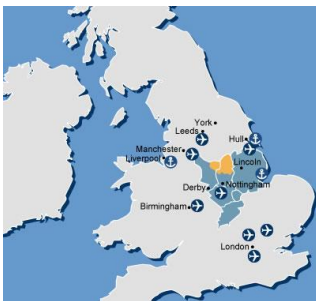 York
Leeds
Hull
Manchester
Liverpool
Lincoln
Derby
Nottingham
Birmingham
London